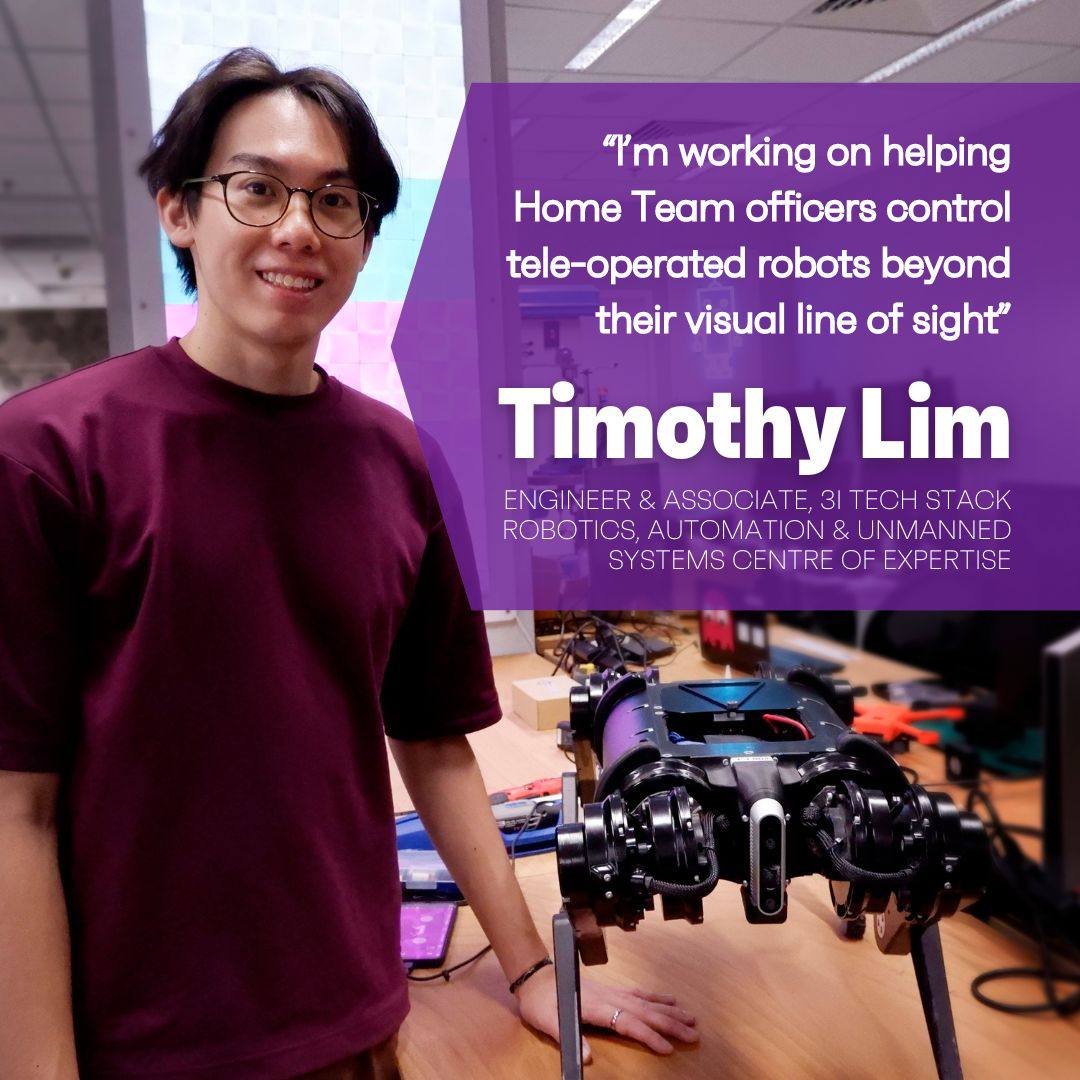 “I’m working on helping
Home Team officers control
tele-operated robots beyond
their visual line of sight”
Timothy Lim
ENGINEER & ASSOCIATE, 3I TECH STACK
ROBOTICS, AUTOMATION & UNMANNED
SYSTEMS CENTRE OF EXPERTISE